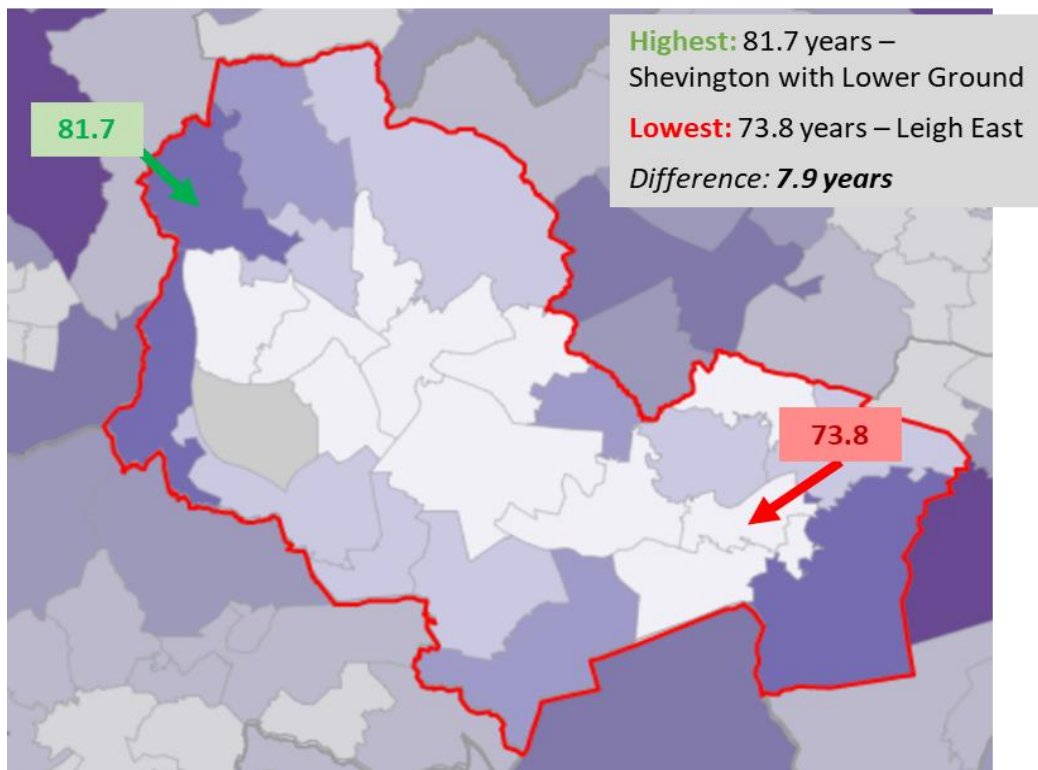 81.7
Highest: 81.7 years –
Shevington with Lower Ground
Lowest: 73.8 years – Leigh East
Difference: 7.9 years
73.8